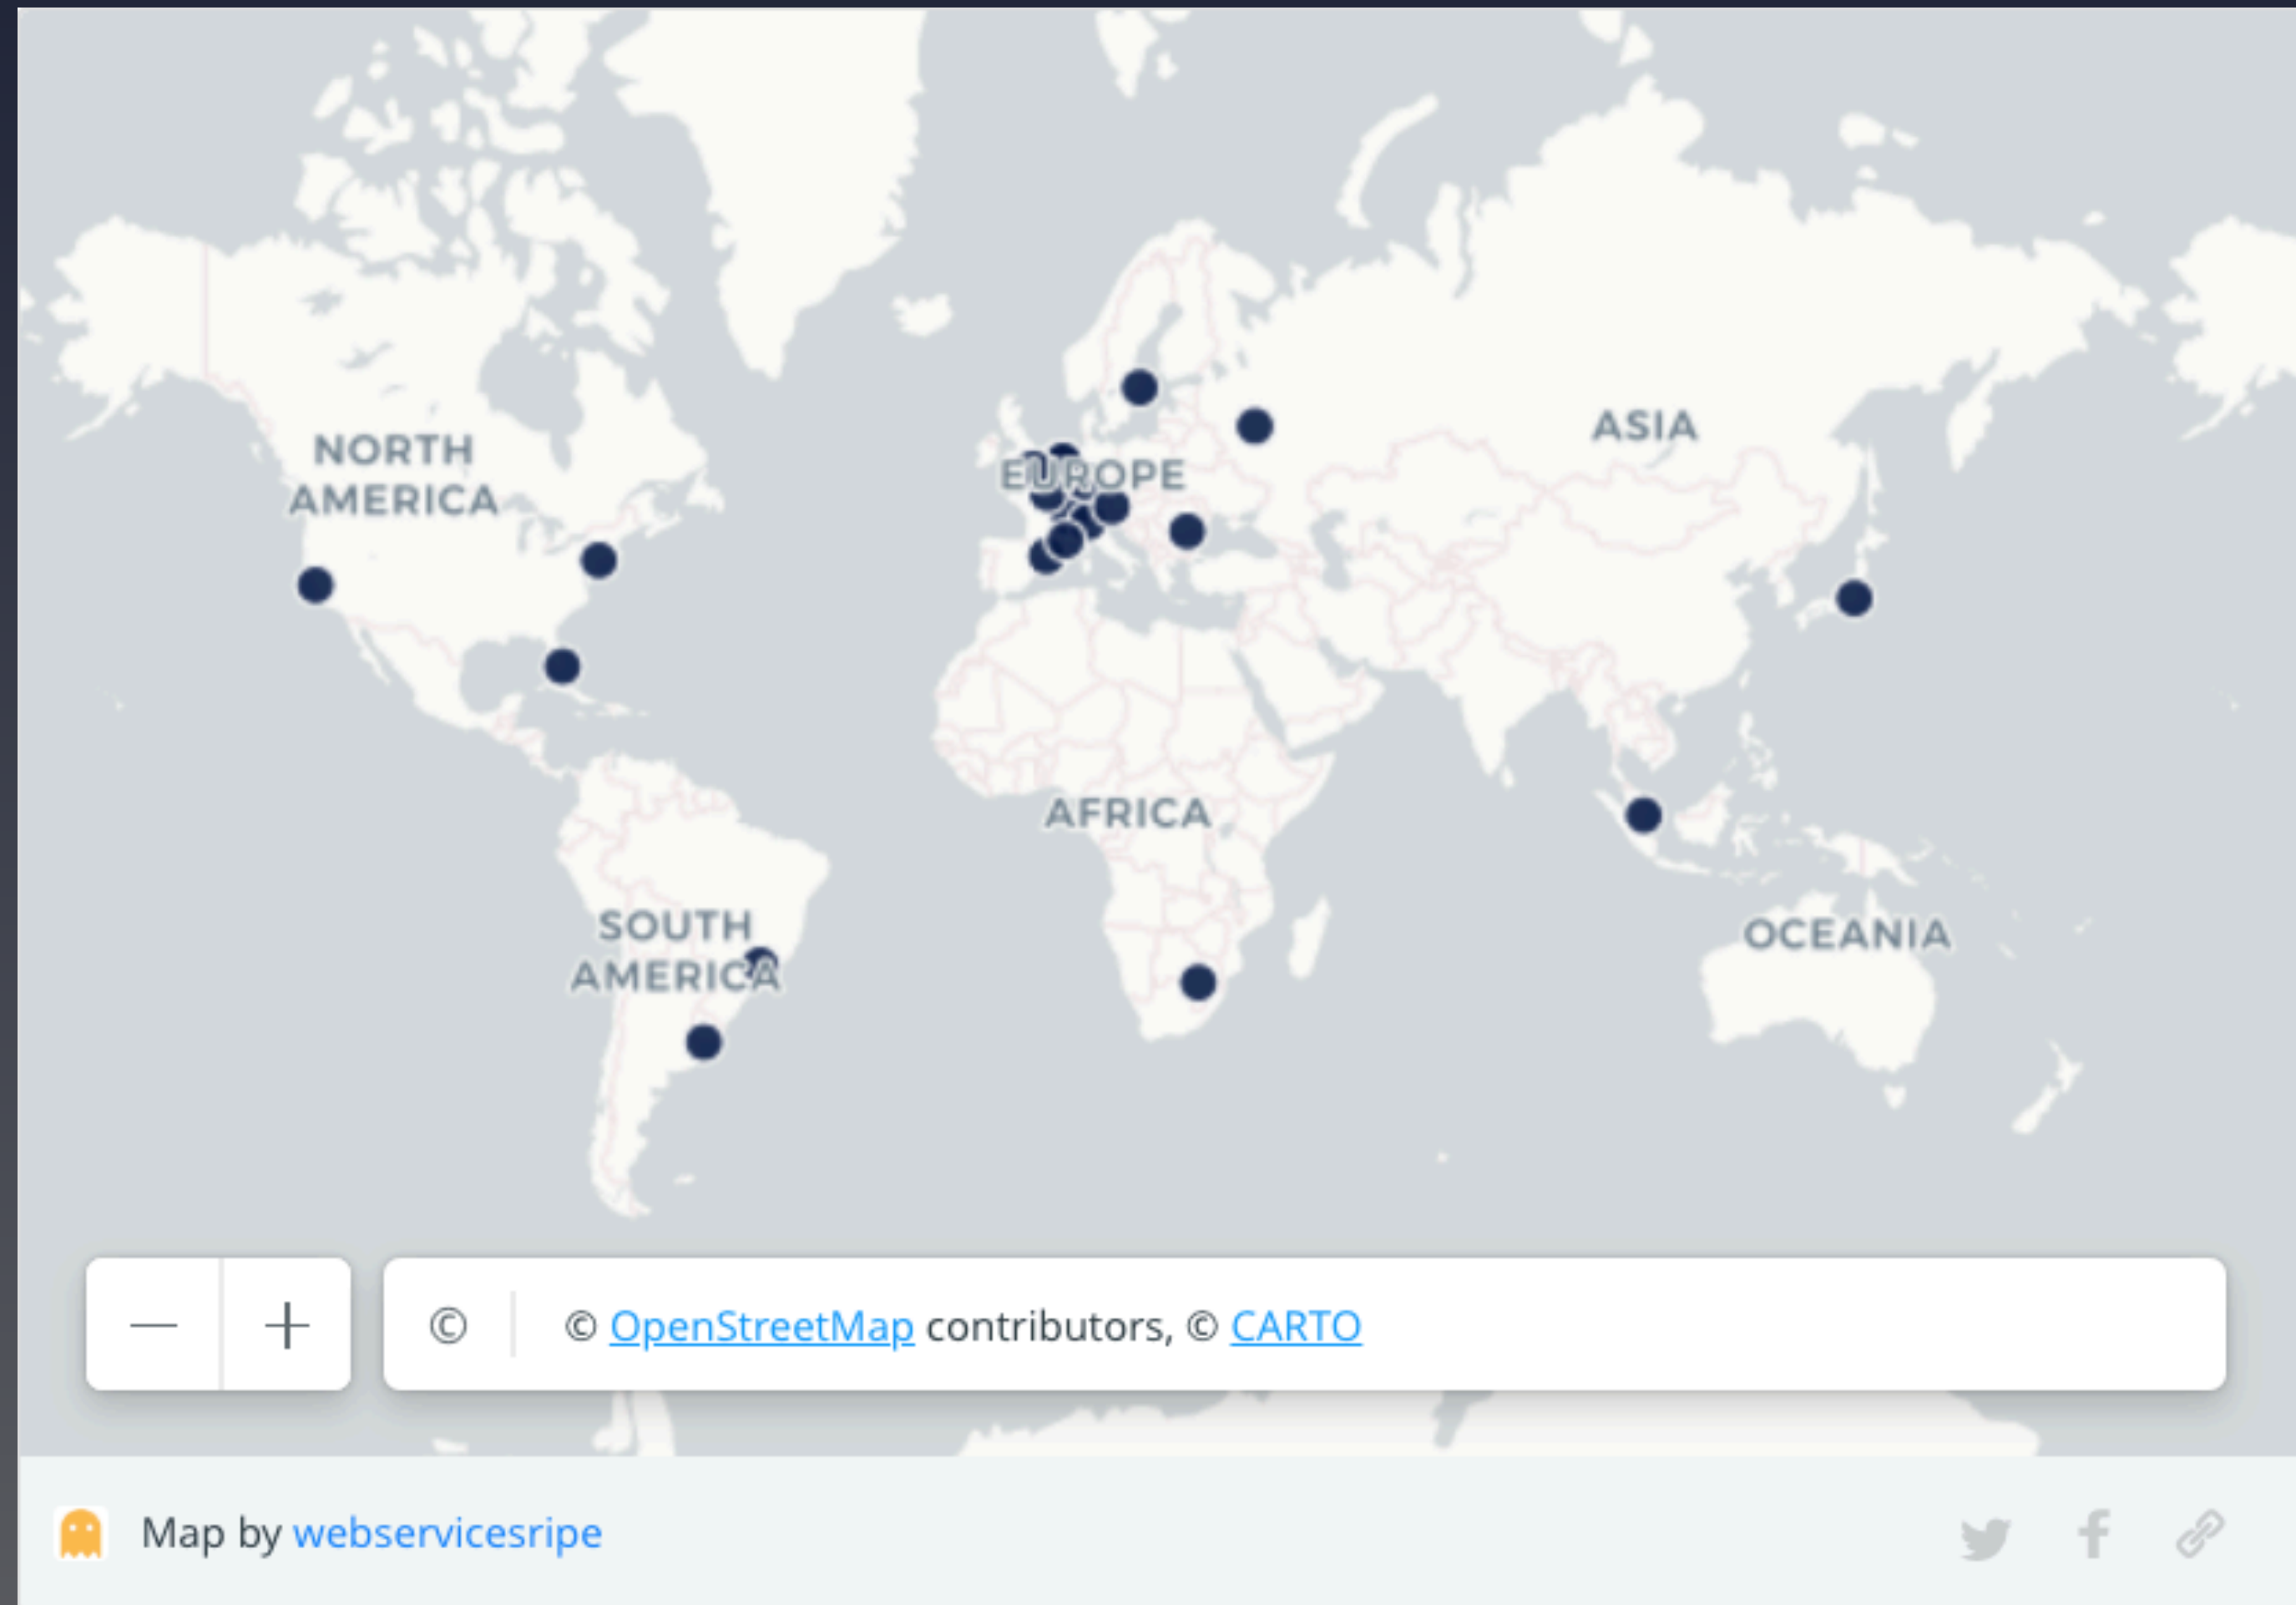 NORTH
AMERICA
EUROPE
ASIA
AFRICA
SOUTH
AMERICA
OCEANIA
− +
© © OpenStreetMap contributors, © CARTO
Map by webservicesripe